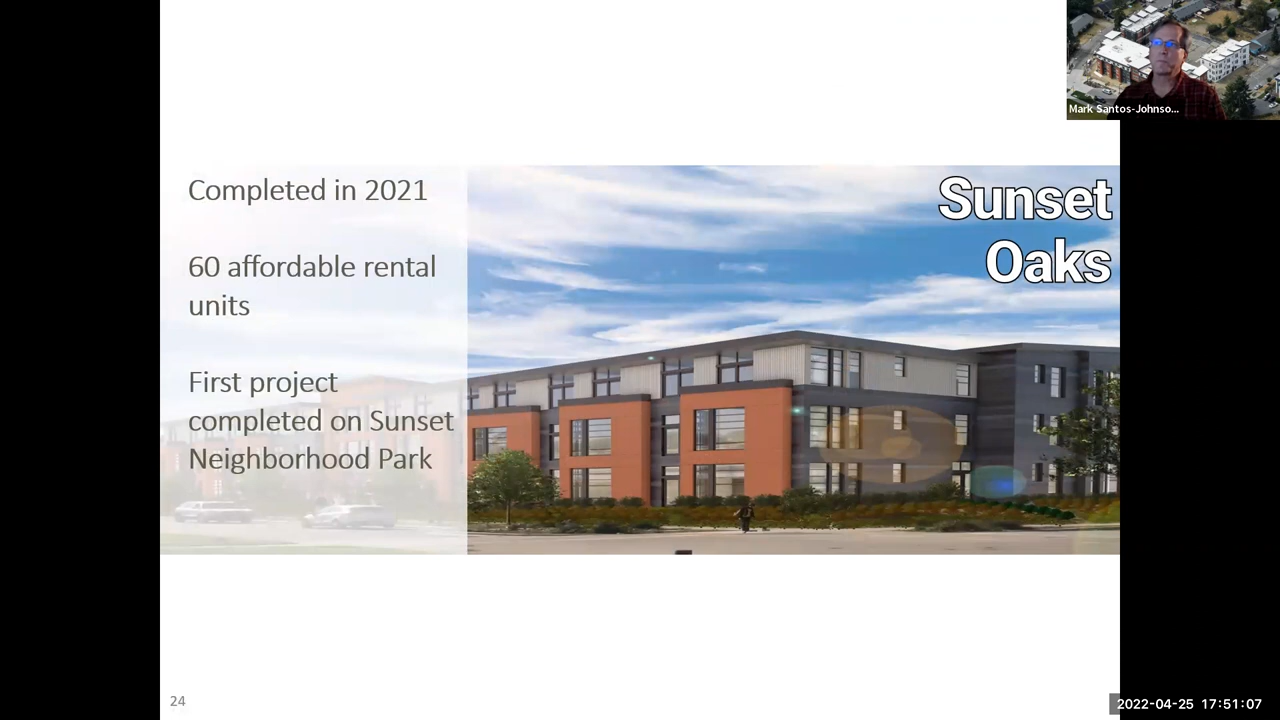 Mark Santos-Johnso...
Sunset
Oaks
Completed in 2021
60 affordable rental
units
First project
completed on Sunset
Neighborhood Park
24
2022-04-25 17:51:07